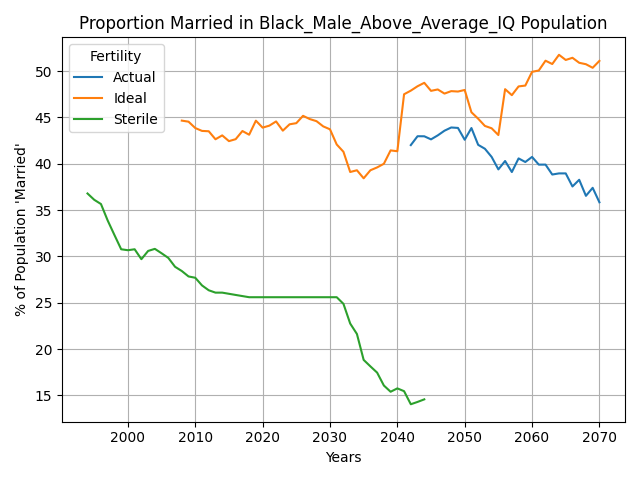 Proportion Married in Black_Male_Above_Average_IQ Population
Fertility
Actual
Ideal
Sterile
% of Population 'Married'
50
45
40
35
30
25
20
15
2000 2010 2020 2030 2040 2050 2060 2070
Years